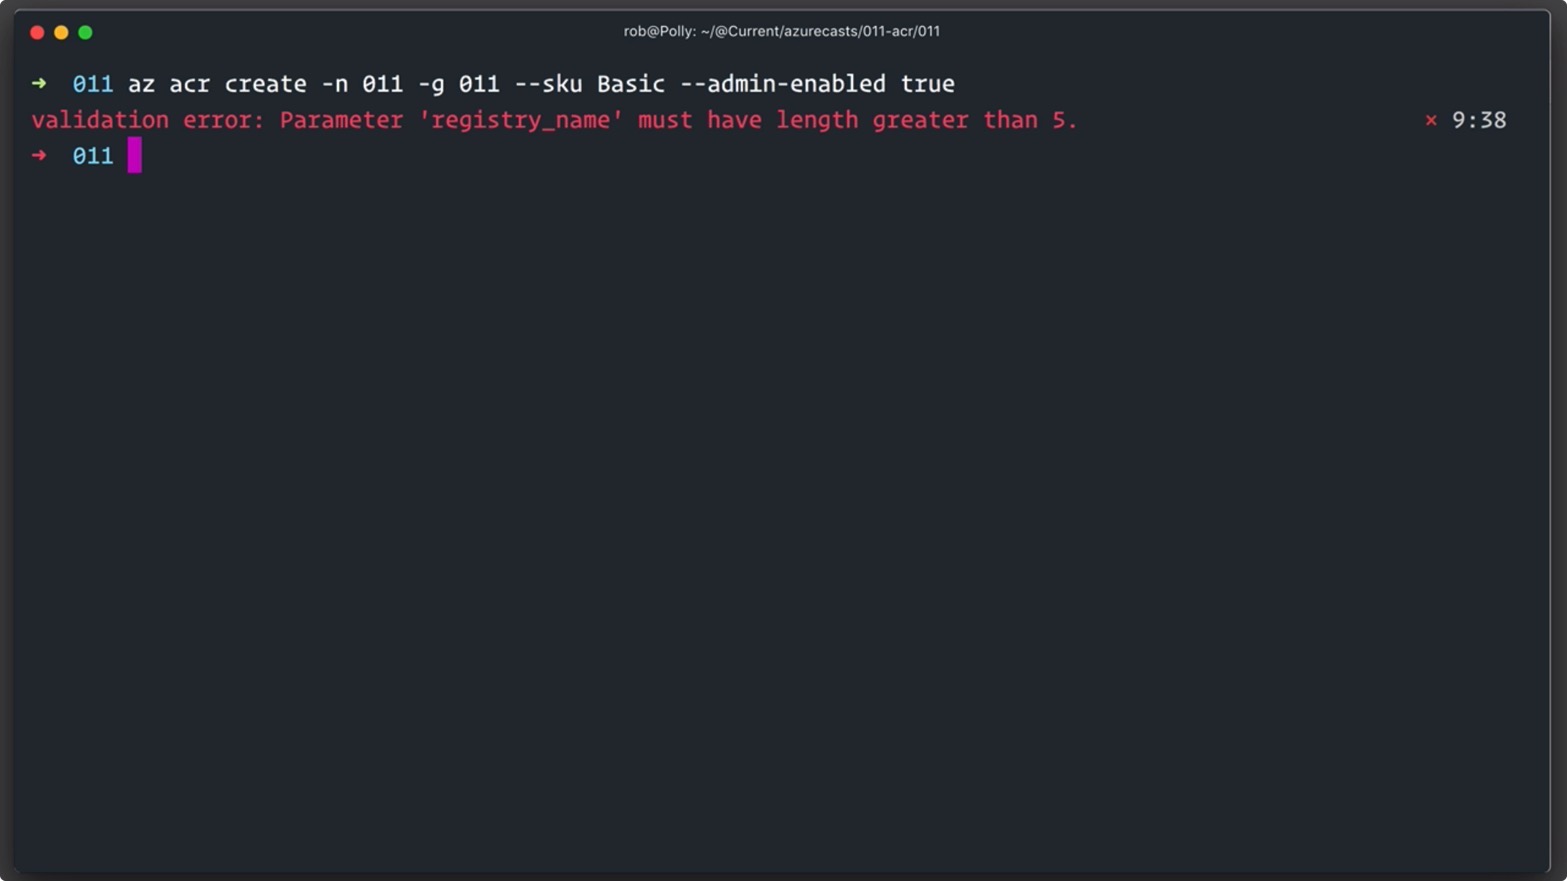 rob@Polly: ~/@Current/azurecasts/011-acr/011
➜ 011 az acr create -n 011 -g 011 --sku Basic --admin-enabled true
validation error: Parameter 'registry_name' must have length greater than 5. × 9:38
➜ 011